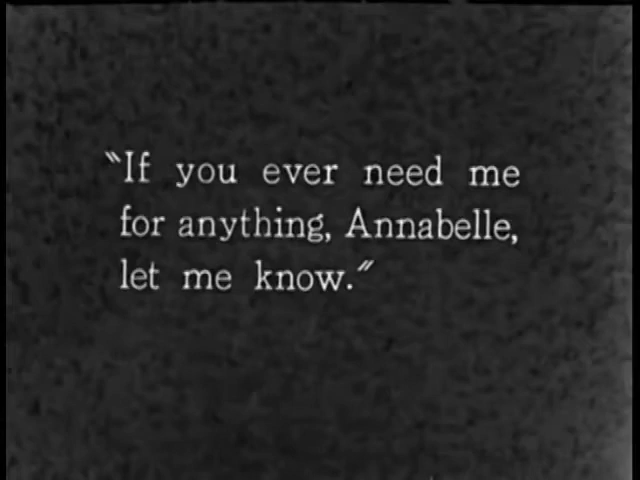 "If you ever need me
for anything, Annabelle,
let me know."